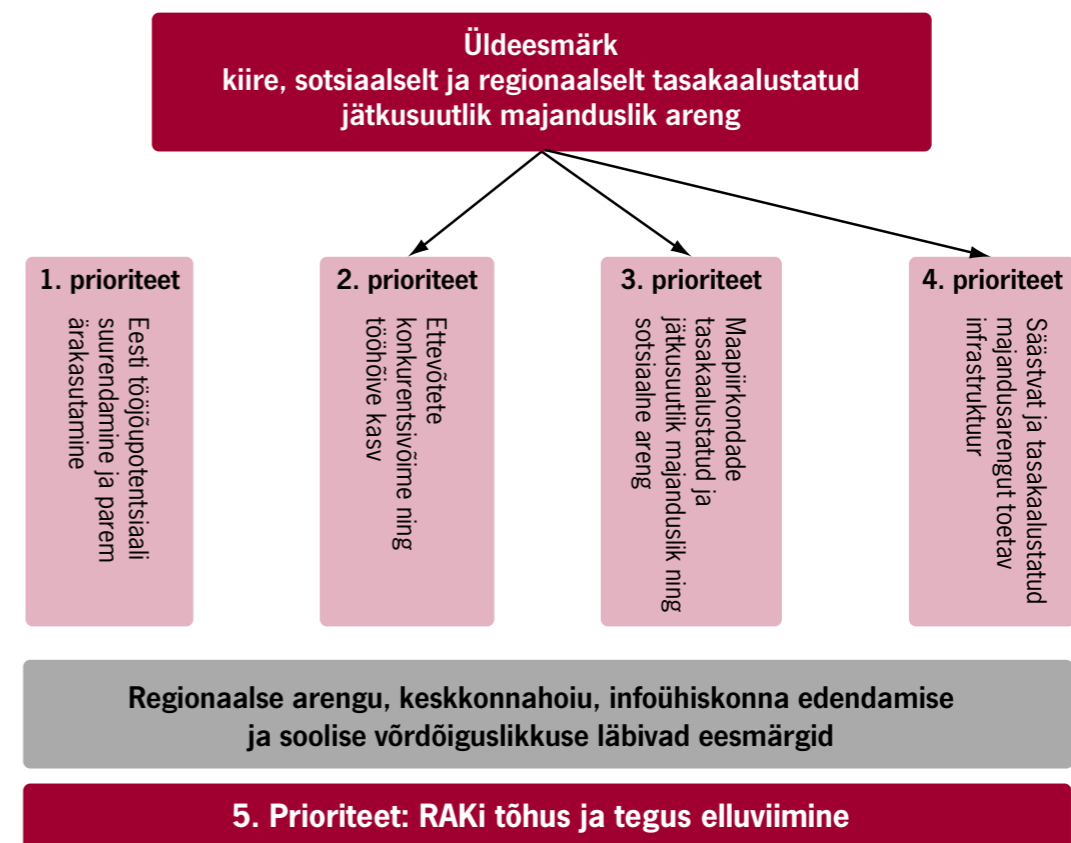 Üldeesmärk
kiire, sotsiaalselt ja regionaalselt tasakaalustatud
jätkusuutlik majanduslik areng
1. prioriteet
Eesti tööjõupotentsiaali
suurendamine ja parem
ärakasutamine
2. prioriteet
Ettevõtete
konkurentsivõime ning
tööhõive kasv
3. prioriteet
Maapiirkondade
tasakaalustatud ja
jätkusuutlik majanduslik ning
sotsiaalne areng
4. prioriteet
Säästvat ja tasakaalustatud
majandusarengut toetav
infrastruktuur
Regionaalse arengu, keskkonnahoiu, infoühiskonna edendamise
ja soolise võrdõiguslikkuse läbivad eesmärgid
5. Prioriteet: RAKi tõhus ja tegus elluviimine